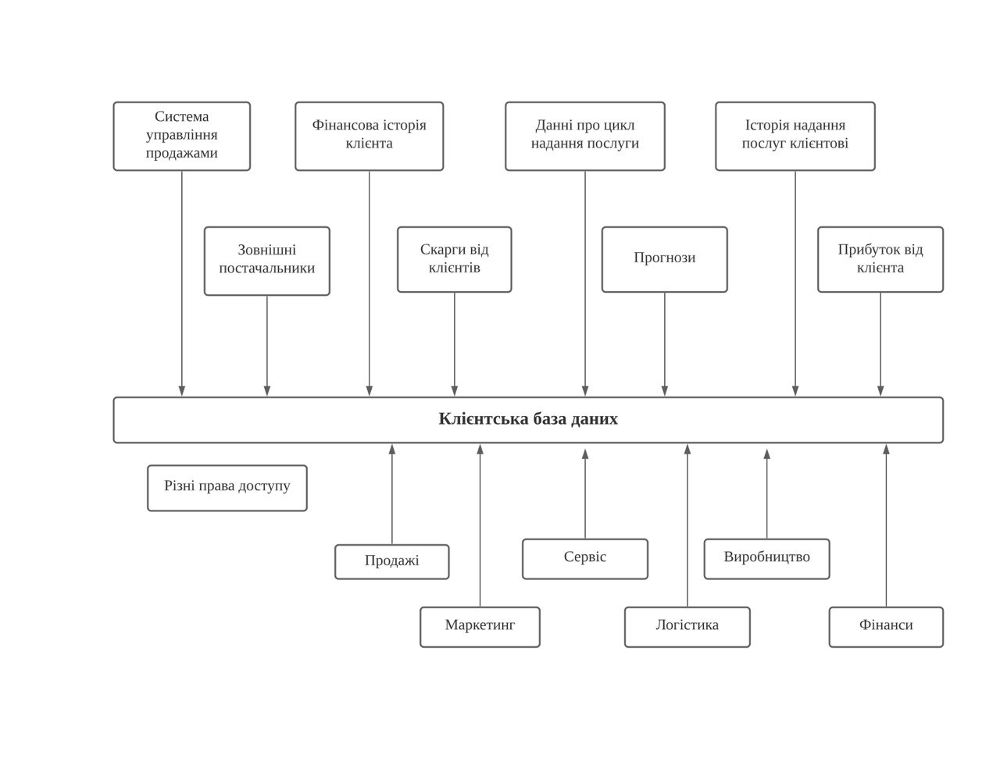 Система
управління
продажами
Фінансова історія
клієнта
Данні про цикл
надання послуги
Історія надання
послуг клієнтові
Зовнішні
постачальники
Скарги від
клієнтів
Прогнози
Прибуток від
клієнта
Клієнтська база даних
Різні права доступу
Продажі
Сервіс
Виробництво
Маркетинг
Логістика
Фінанси